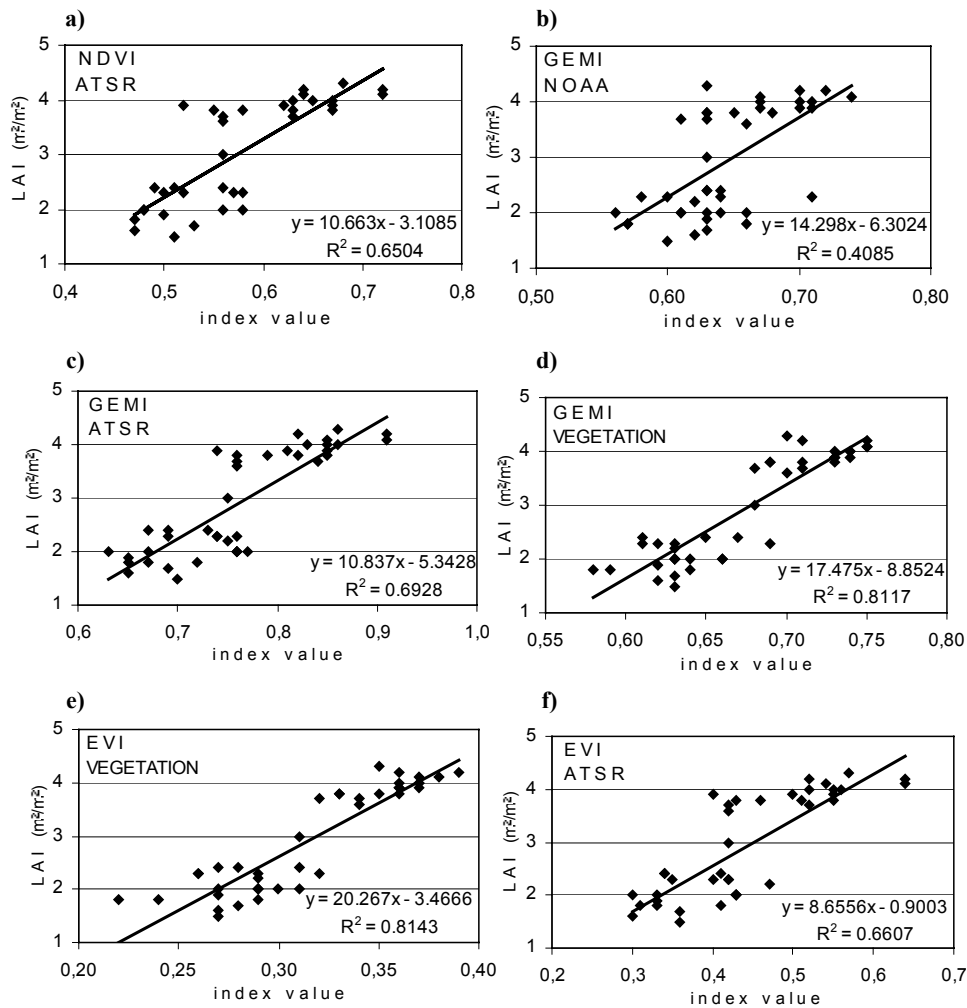 a)
NDVI
ATSR
LAI (m²/m²)
5
4
3
2
1
y = 10.663x - 3.1085
R² = 0.6504
0,4 0,5 0,6 0,7 0,8
index value
b)
GEMI
NOAA
LAI (m²/m²)
5
4
3
2
1
y = 14.298x - 6.3024
R² = 0.4085
0,50 0,60 0,70 0,80
index value
c)
GEMI
ATSR
LAI (m²/m²)
5
4
3
2
1
y = 10.837x - 5.3428
R² = 0.6928
0,6 0,7 0,8 0,9 1,0
index value
d)
GEMI
VEGETATION
LAI (m²/m²)
5
4
3
2
1
y = 17.475x - 8.8524
R² = 0.8117
0,55 0,60 0,65 0,70 0,75 0,80
index value
e)
EVI
VEGETATION
LAI (m²/m²)
5
4
3
2
1
y = 20.267x - 3.4666
R² = 0.8143
0,20 0,25 0,30 0,35 0,40
index value
f)
EVI
ATSR
LAI (m²/m²)
5
4
3
2
1
y = 8.6556x - 0.9003
R² = 0.6607
0,2 0,3 0,4 0,5 0,6 0,7
index value